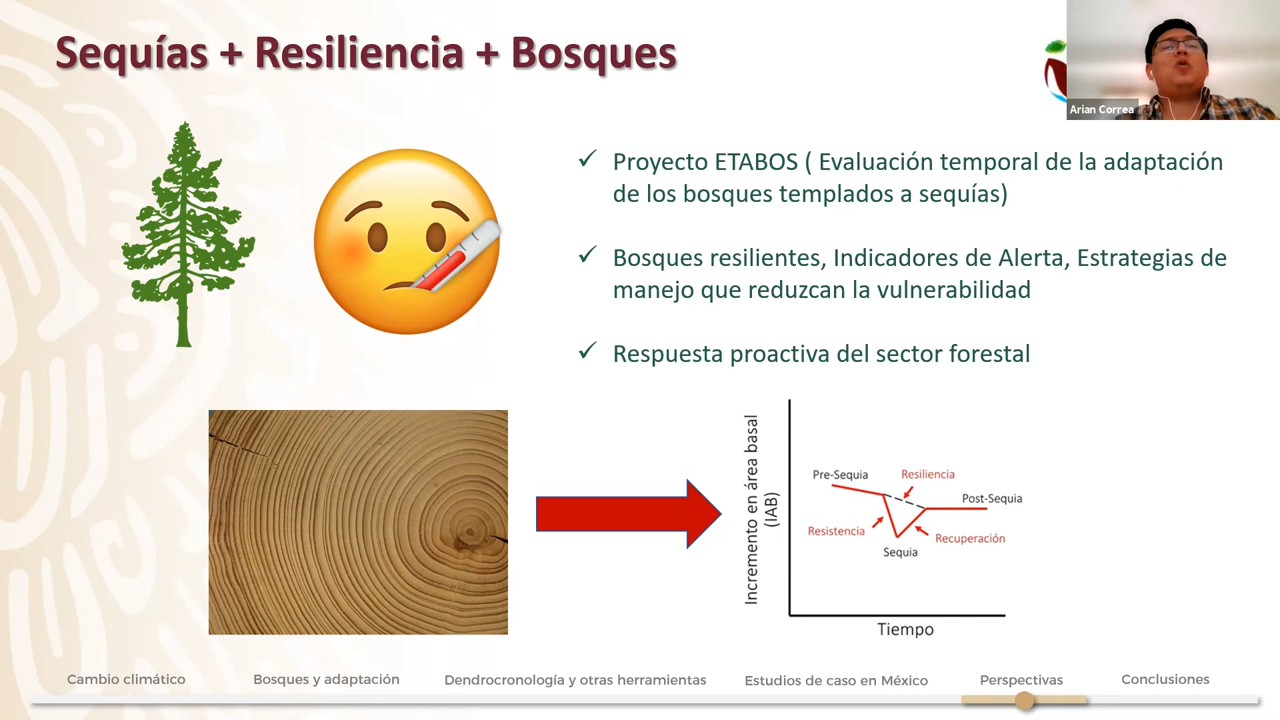 Sequías + Resiliencia + Bosques
Arian Correa
✓ Proyecto ETABOS ( Evaluación temporal de la adaptación
de los bosques templados a sequías)
✓ Bosques resilientes, Indicadores de Alerta, Estrategias de
manejo que reduzcan la vulnerabilidad
✓ Respuesta proactiva del sector forestal
Incremento en área basal
(IAB)
Pre-Sequia
Resiliencia
Post-Sequia
Resistencia
Recuperación
Sequia
Tiempo
Cambio climático
Bosques y adaptación
Dendrocronología y otras herramientas
Estudios de caso en México
Perspectivas
Conclusiones